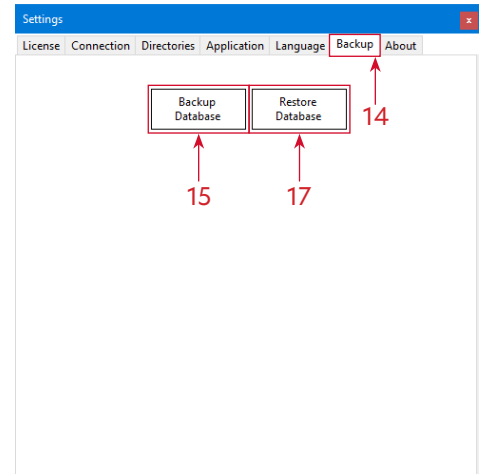 Settings
x
License Connection Directories Application Language Backup About
Backup Database
Restore Database
14
15
17